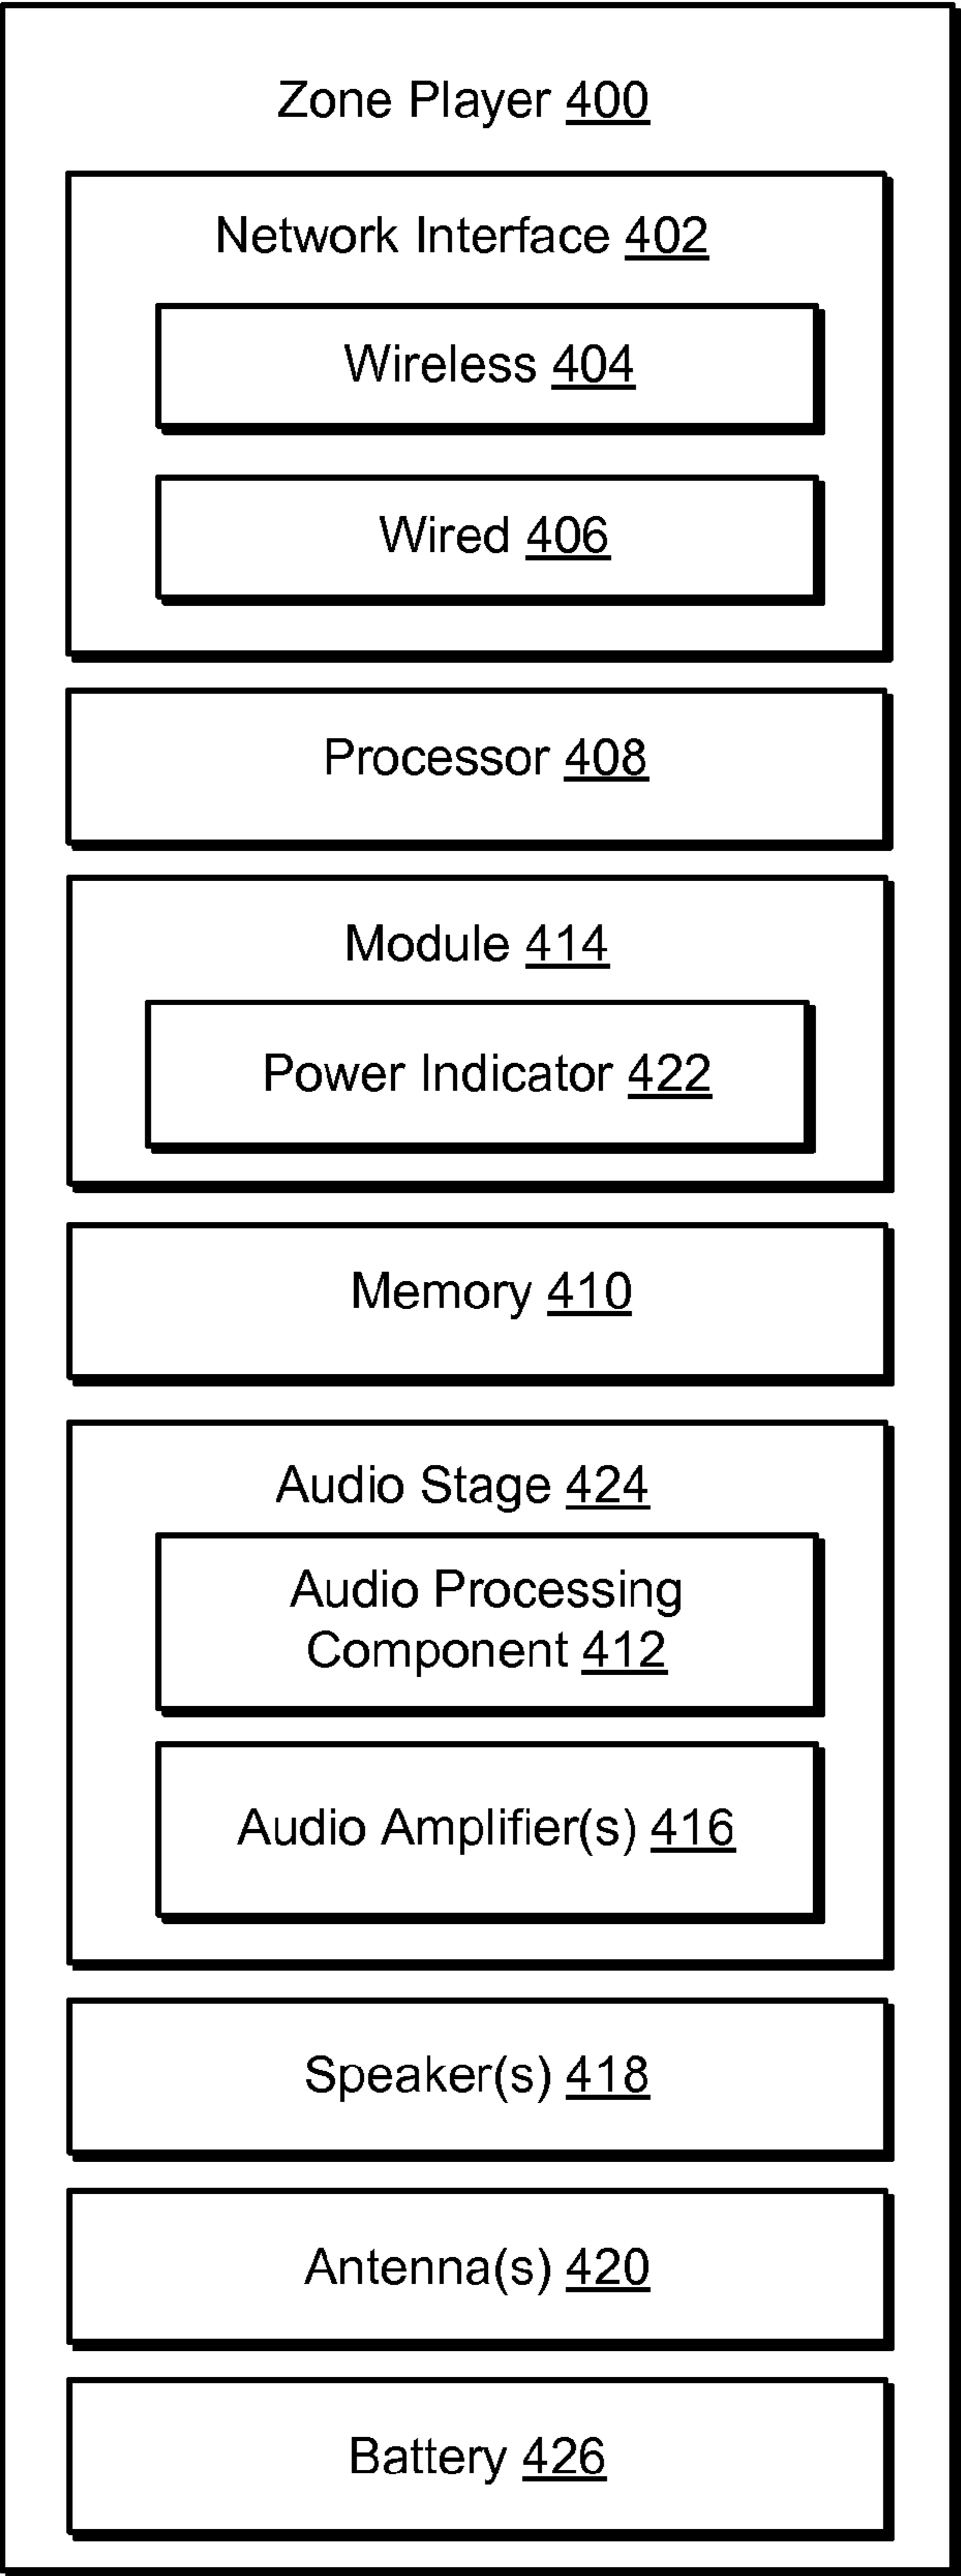 Zone Player 400
Network Interface 402
Wireless 404
Wired 406
Processor 408
Module 414
Power Indicator 422
Memory 410
Audio Stage 424
Audio Processing
Component 412
Audio Amplifier(s) 416
Speaker(s) 418
Antenna(s) 420
Battery 426